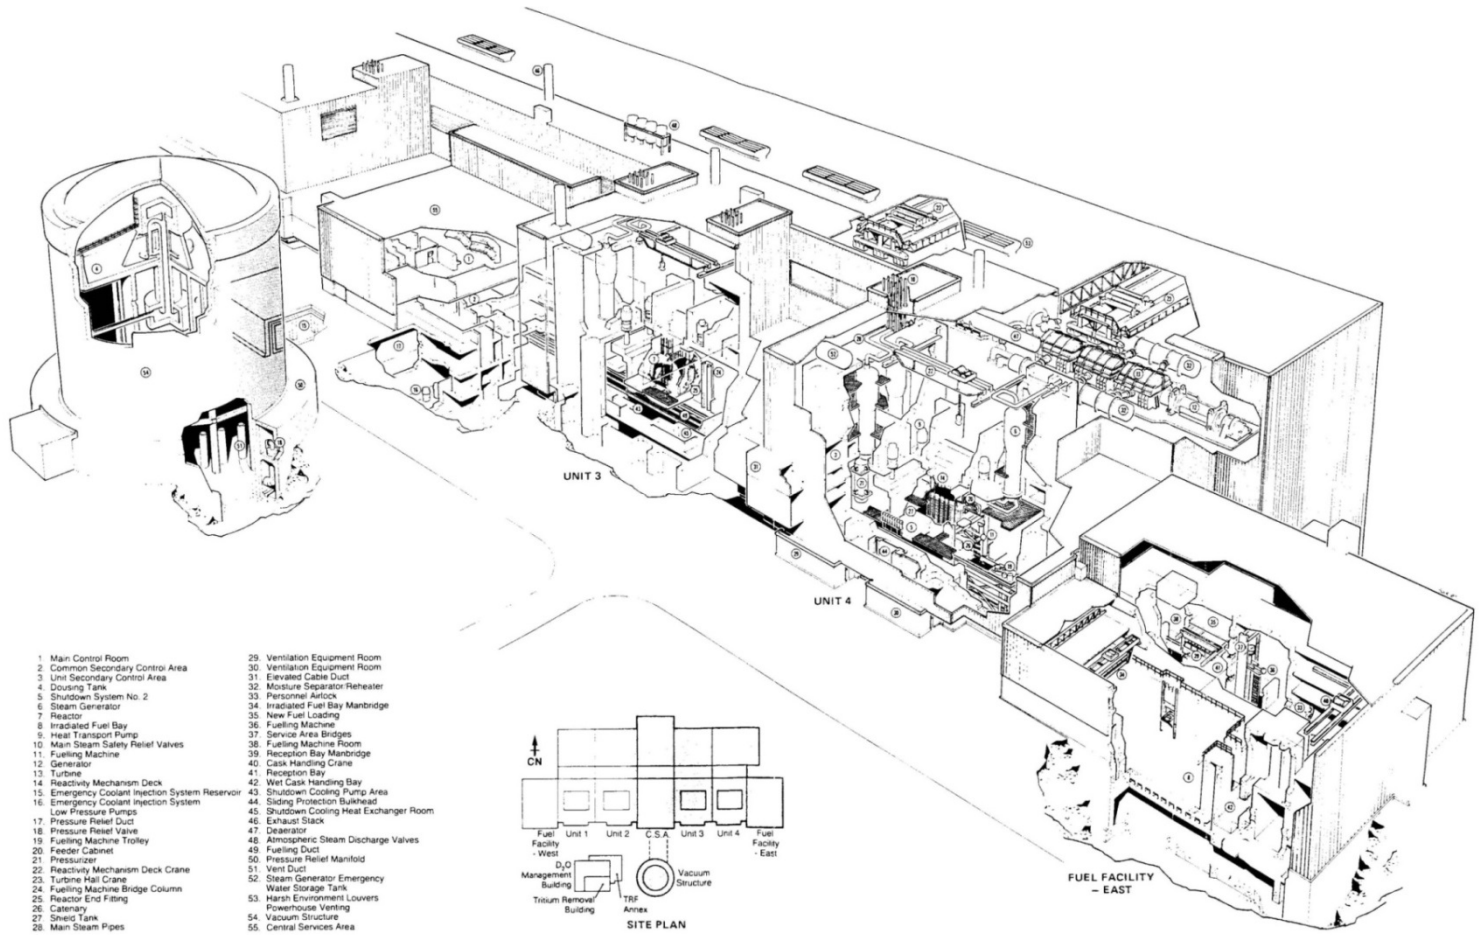 UNIT 3
UNIT 4
FUEL FACILITY
– EAST
1. Main Control Room
2. Common Secondary Control Area
3. Unit Secondary Control Area
4. Dousing Tank
5. Shutdown System No. 2
6. Steam Generator
7. Reactor
8. Irradiated Fuel Bay
9. Heat Transport Pump
10. Main Steam Safety Relief Valves
11. Fuelling Machine
12. Generator
13. Turbine
14. Reactivity Mechanism Deck
15. Emergency Coolant Injection System Reservoir
16. Emergency Coolant Injection System
Low Pressure Pumps
17. Pressure Relief Duct
18. Pressure Relief Valve
19. Fuelling Machine Trolley
20. Feeder Cabinet
21. Pressurizer
22. Reactivity Mechanism Deck Crane
23. Turbine Hall Crane
24. Fuelling Machine Bridge Column
25. Reactor End Fitting
26. Catenary
27. Shield Tank
28. Main Steam Pipes
29. Ventilation Equipment Room
30. Ventilation Equipment Room
31. Elevated Cable Duct
32. Moisture Separator/Reheater
33. Personnel Airlock
34. Irradiated Fuel Bay Manbridge
35. New Fuel Loading
36. Fuelling Machine
37. Service Area Bridges
38. Fuelling Machine Room
39. Reception Bay Manbridge
40. Cask Handling Crane
41. Reception Bay
42. Wet Cask Handling Bay
43. Shutdown Cooling Pump Area
44. Sliding Protection Bulkhead
45. Shutdown Cooling Heat Exchanger Room
46. Exhaust Stack
47. Deaerator
48. Atmospheric Steam Discharge Valves
49. Fuelling Duct
50. Pressure Relief Manifold
51. Vent Duct
52. Steam Generator Emergency
Water Storage Tank
53. Harsh Environment Louvers
Powerhouse Venting
54. Vacuum Structure
55. Central Services Area
CN
Fuel
Facility
- West
Unit 1
Unit 2
C.S.A.
Unit 3
Unit 4
Fuel
Facility
- East
D₂O
Management
Building
Tritium Removal
Building
TRF
Annex
Vacuum
Structure
SITE PLAN